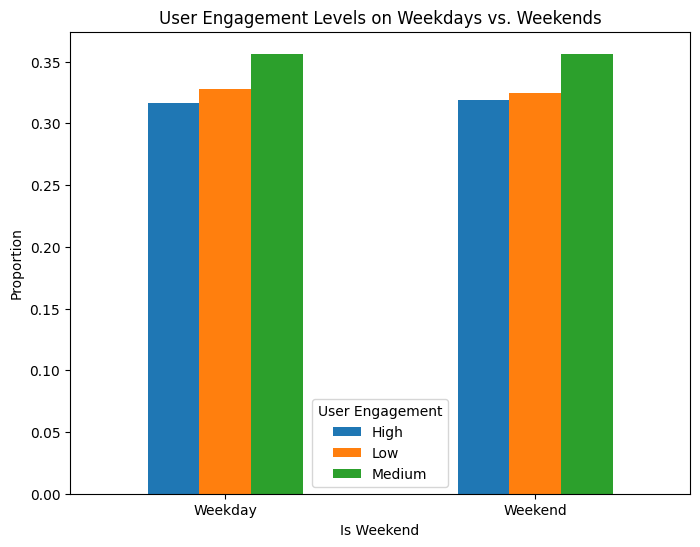 User Engagement Levels on Weekdays vs. Weekends
Proportion
0.35
0.30
0.25
0.20
0.15
0.10
0.05
0.00
User Engagement
High
Low
Medium
Weekday
Weekend
Is Weekend